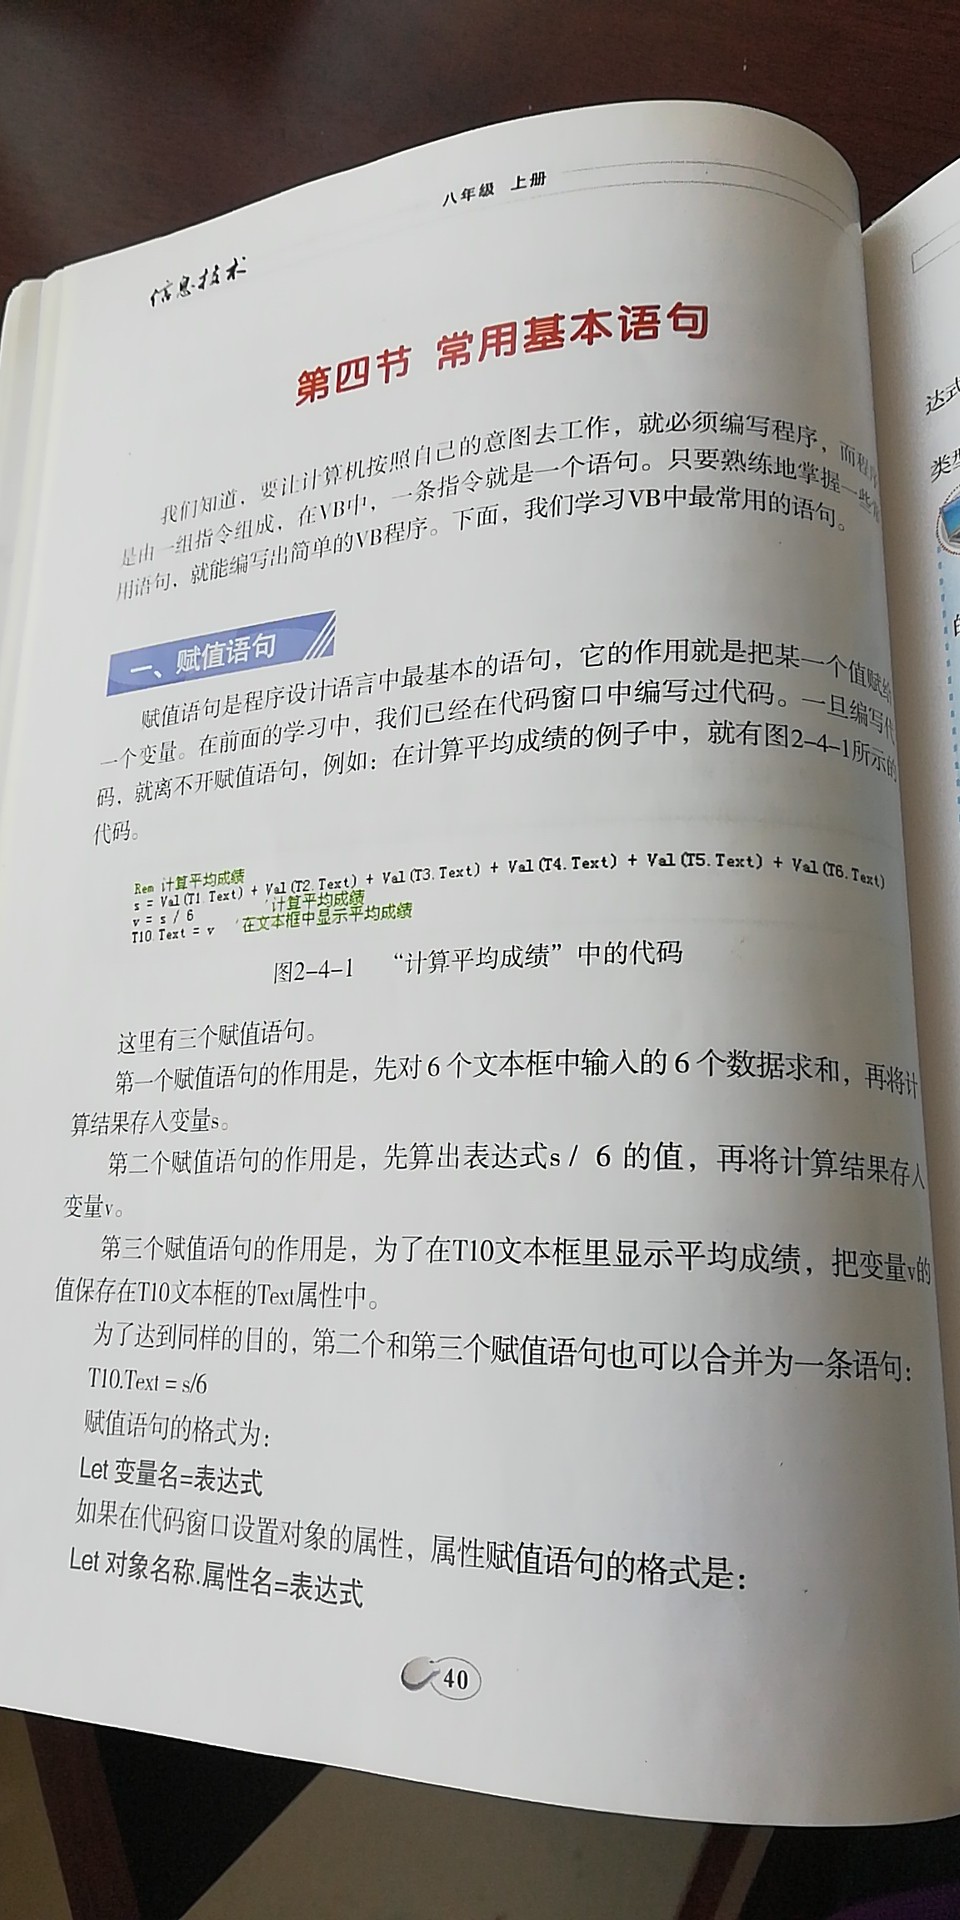 八年级 上册
信息技术
第四节 常用基本语句
我们知道，要让计算机按照自己的意图去工作，就必须编写程序，而程序
是由一组指令组成，在VB中，一条指令就是一个语句。只要熟练地掌握一些常
用语句，就能编写出简单的VB程序。下面，我们学习VB中最常用的语句。
一、赋值语句
赋值语句是程序设计语言中最基本的语句，它的作用就是把某一个值赋给
一个变量。在前面的学习中，我们已经在代码窗口中编写过代码。一旦编写代
码，就离不开赋值语句，例如：在计算平均成绩的例子中，就有图2-4-1所示的
代码。
Rem 计算平均成绩
s = Val(T1.Text) + Val(T2.Text) + Val(T3.Text) + Val(T4.Text) + Val(T5.Text) + Val(T6.Text)
v = s / 6 '计算平均成绩
T10.Text = v '在文本框中显示平均成绩
图2-4-1 “计算平均成绩”中的代码
这里有三个赋值语句。
第一个赋值语句的作用是，先对6个文本框中输入的6个数据求和，再将计
算结果存入变量s。
第二个赋值语句的作用是，先算出表达式s / 6 的值，再将计算结果存入
变量v。
第三个赋值语句的作用是，为了在T10文本框里显示平均成绩，把变量v的
值保存在T10文本框的Text属性中。
为了达到同样的目的，第二个和第三个赋值语句也可以合并为一条语句：
T10.Text = s/6
赋值语句的格式为：
Let 变量名=表达式
如果在代码窗口设置对象的属性，属性赋值语句的格式是：
Let 对象名称.属性名=表达式
40
达式
类型